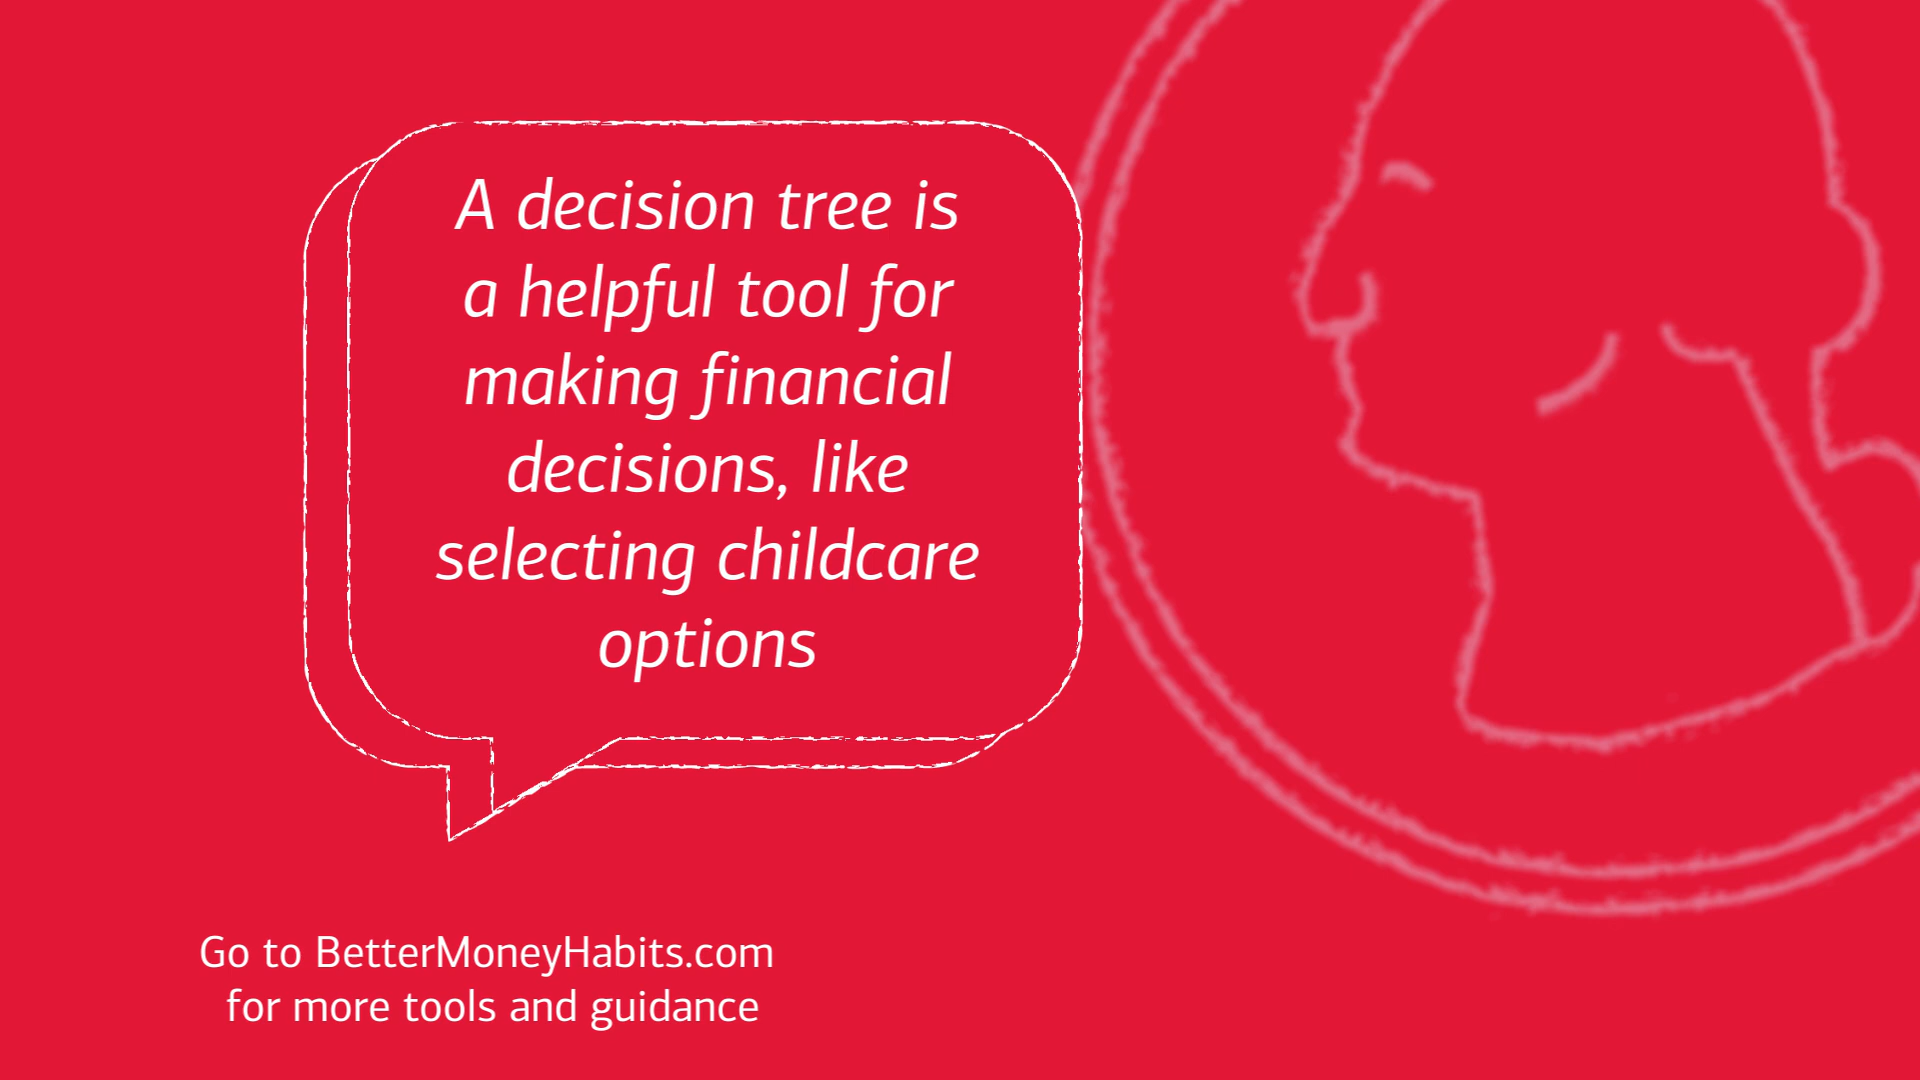 A decision tree is
a helpful tool for
making financial
decisions, like
selecting childcare
options
Go to BetterMoneyHabits.com
for more tools and guidance